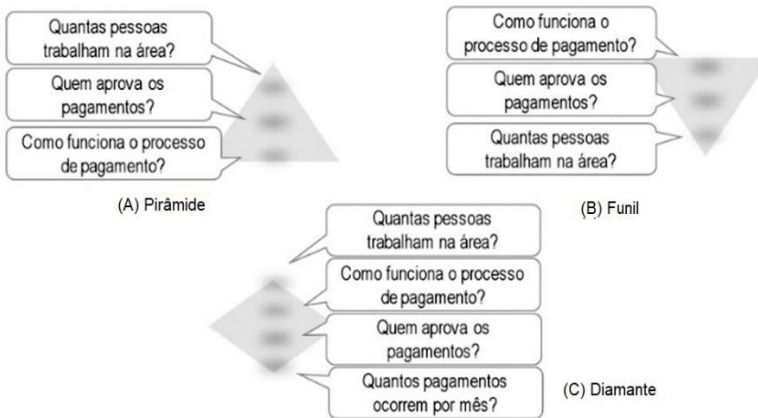 Quantas pessoas
trabalham na área?
Quem aprova os
pagamentos?
Como funciona o processo
de pagamento?
(A) Pirâmide
Como funciona o
processo de pagamento?
Quem aprova os
pagamentos?
Quantas pessoas
trabalham na área?
(B) Funil
Quantas pessoas
trabalham na área?
Como funciona o processo
de pagamento?
Quem aprova os
pagamentos?
Quantos pagamentos
ocorrem por mês?
(C) Diamante